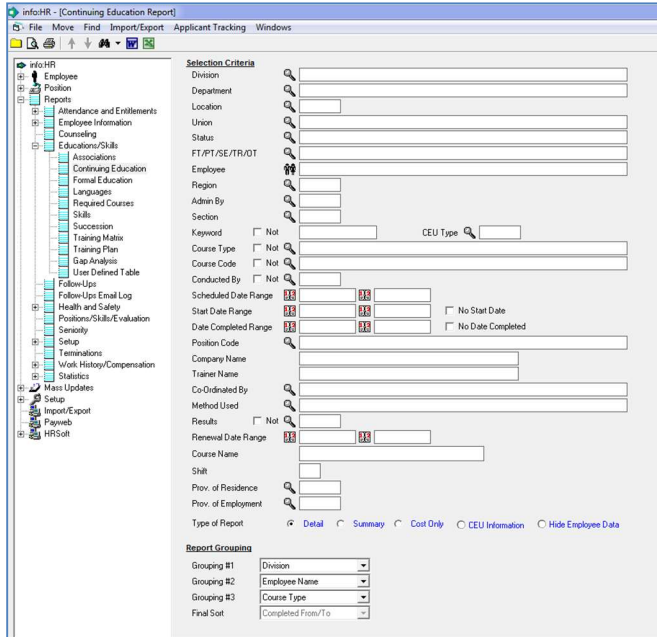 info:HR - [Continuing Education Report]
File Move Find Import/Export Applicant Tracking Windows
info:HR
Employee
Position
Reports
Attendance and Entitlements
Employee Information
Counseling
Educations/Skills
Associations
Continuing Education
Formal Education
Languages
Required Courses
Skills
Succession
Training Matrix
Training Plan
Gap Analysis
User Defined Table
Follow-Ups
Follow-Ups Email Log
Health and Safety
Positions/Skills/Evaluation
Seniority
Setup
Terminations
Work History/Compensation
Statistics
Mass Updates
Setup
Import/Export
Payweb
HRSoft
Selection Criteria
Division
Department
Location
Union
Status
FT/PT/SE/TR/OT
Employee
Region
Admin By
Section
Keyword Not CEU Type
Course Type Not
Course Code Not
Conducted By Not
Scheduled Date Range
Start Date Range No Start Date
Date Completed Range No Date Completed
Position Code
Company Name
Trainer Name
Co-Ordinated By
Method Used
Results Not
Renewal Date Range
Course Name
Shift
Prov. of Residence
Prov. of Employment
Type of Report Detail Summary Cost Only CEU Information Hide Employee Data
Report Grouping
Grouping #1 Division
Grouping #2 Employee Name
Grouping #3 Course Type
Final Sort Completed From/To